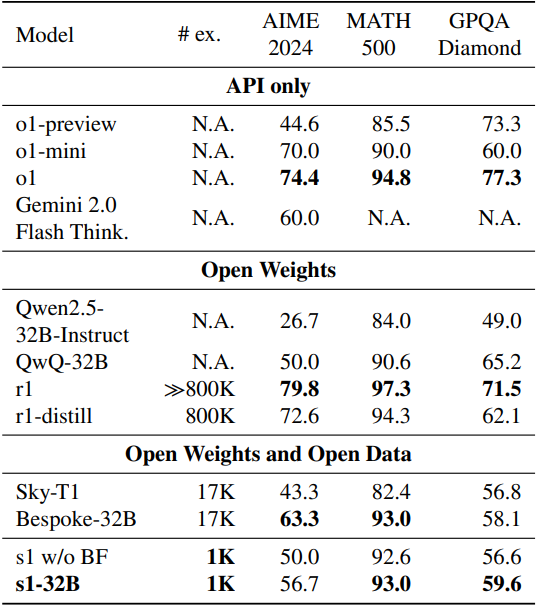 Model # ex. AIME 2024 MATH 500 GPQA Diamond
API only
o1-preview N.A. 44.6 85.5 73.3
o1-mini N.A. 70.0 90.0 60.0
o1 N.A. 74.4 94.8 77.3
Gemini 2.0 Flash Think. N.A. 60.0 N.A. N.A.
Open Weights
Qwen2.5-32B-Instruct N.A. 26.7 84.0 49.0
QwQ-32B N.A. 50.0 90.6 65.2
r1 ≫800K 79.8 97.3 71.5
r1-distill 800K 72.6 94.3 62.1
Open Weights and Open Data
Sky-T1 17K 43.3 82.4 56.8
Bespoke-32B 17K 63.3 93.0 58.1
s1 w/o BF 1K 50.0 92.6 56.6
s1-32B 1K 56.7 93.0 59.6